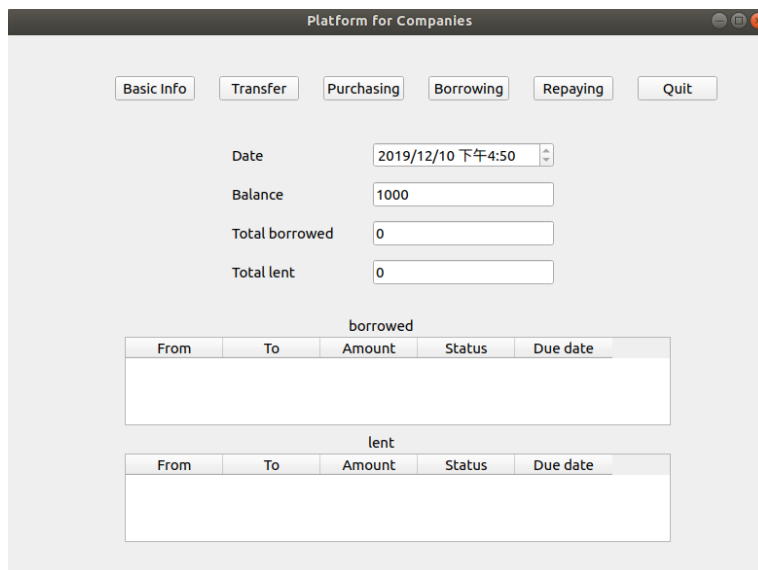 Platform for Companies
Basic Info Transfer Purchasing Borrowing Repaying Quit
Date 2019/12/10 下午4:50
Balance 1000
Total borrowed 0
Total lent 0
borrowed
From To Amount Status Due date
lent
From To Amount Status Due date